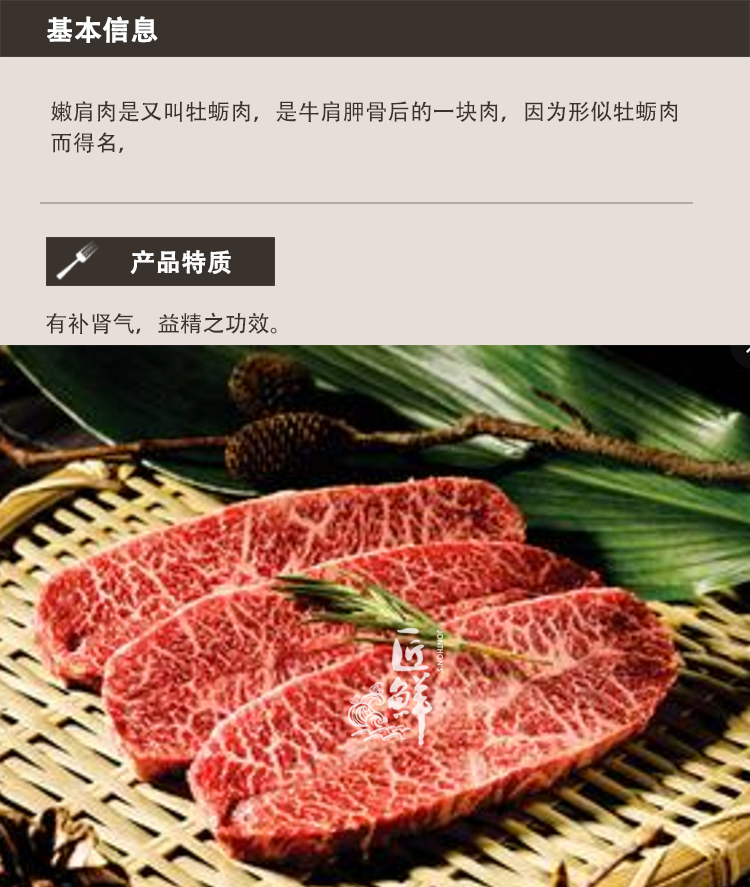 基本信息
嫩肩肉是又叫牡蛎肉，是牛肩胛骨后的一块肉，因为形似牡蛎肉
而得名，
产品特质
有补肾气，益精之功效。
匠鲜